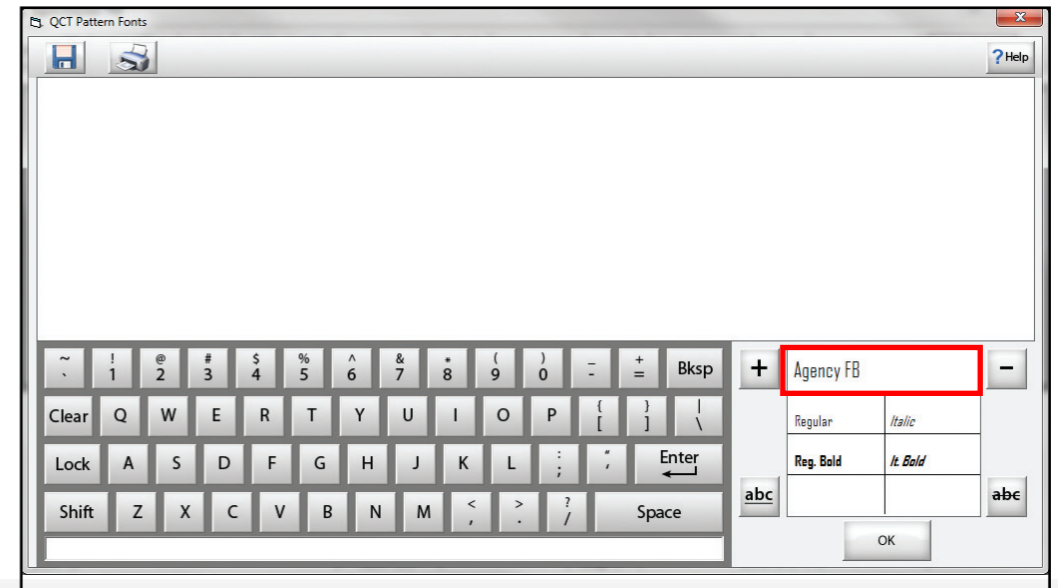 QCT Pattern Fonts
x
? Help
~ ! @ # $ % ^ & * ( ) _ + Bksp
` 1 2 3 4 5 6 7 8 9 0 - =
+ Agency FB −
Clear Q W E R T Y U I O P { } |
[ ] \
Regular Italic
Lock A S D F G H J K L : " Enter
; '
Reg. Bold It. Bold
Shift Z X C V B N M < > ? Space
, . /
abc abc
OK